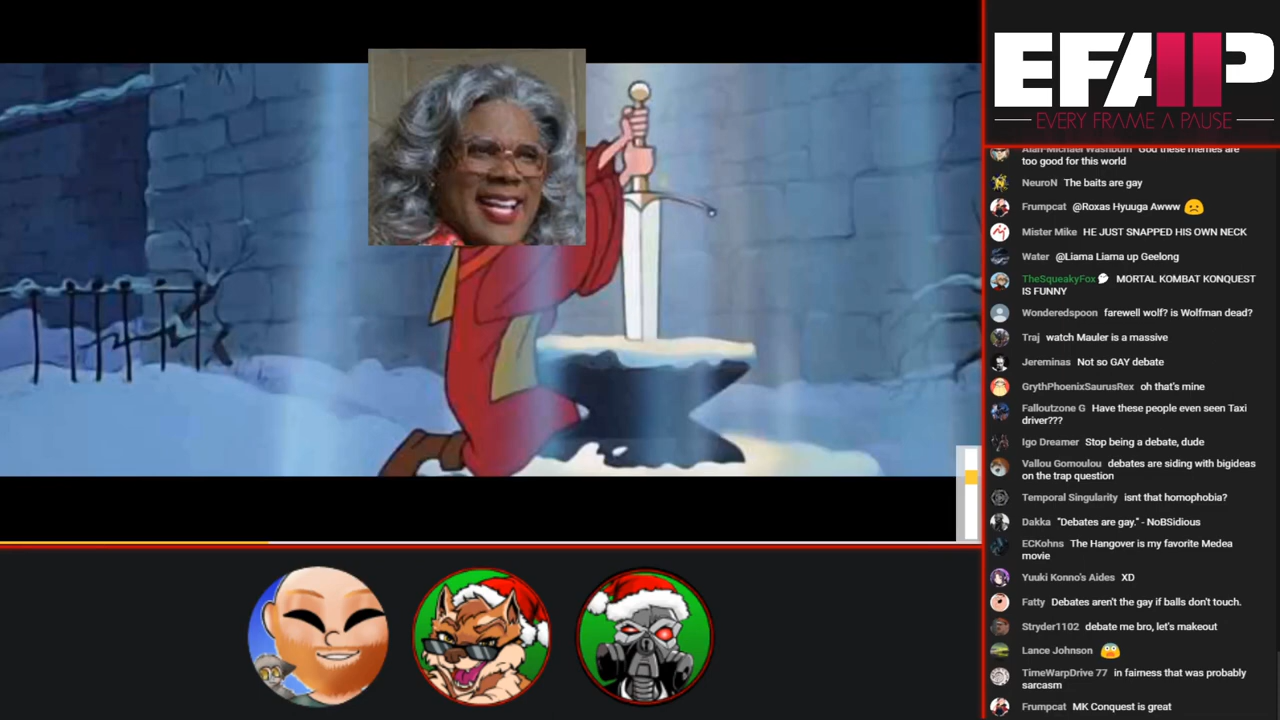 EFAP
EVERY FRAME A PAUSE
Alan-Michael Washburn God these memes are
too good for this world
NeuroN The baits are gay
Frumpcat @Roxas Hyuuga Awww
Mister Mike HE JUST SNAPPED HIS OWN NECK
Water @Liama Liama up Geelong
TheSqueakyFox MORTAL KOMBAT KONQUEST
IS FUNNY
Wonderedspoon farewell wolf? is Wolfman dead?
Traj watch Mauler is a massive
Jereminas Not so GAY debate
GrythPhoenixSaurusRex oh that's mine
Falloutzone G Have these people even seen Taxi
driver???
Igo Dreamer Stop being a debate, dude
Vallou Gomoulou debates are siding with bigideas
on the trap question
Temporal Singularity isnt that homophobia?
Dakka "Debates are gay." - NoBSidious
ECKohns The Hangover is my favorite Medea
movie
Yuuki Konno's Aides XD
Fatty Debates aren't the gay if balls don't touch.
Stryder1102 debate me bro, let's makeout
Lance Johnson
TimeWarpDrive 77 in fairness that was probably
sarcasm
Frumpcat MK Conquest is great